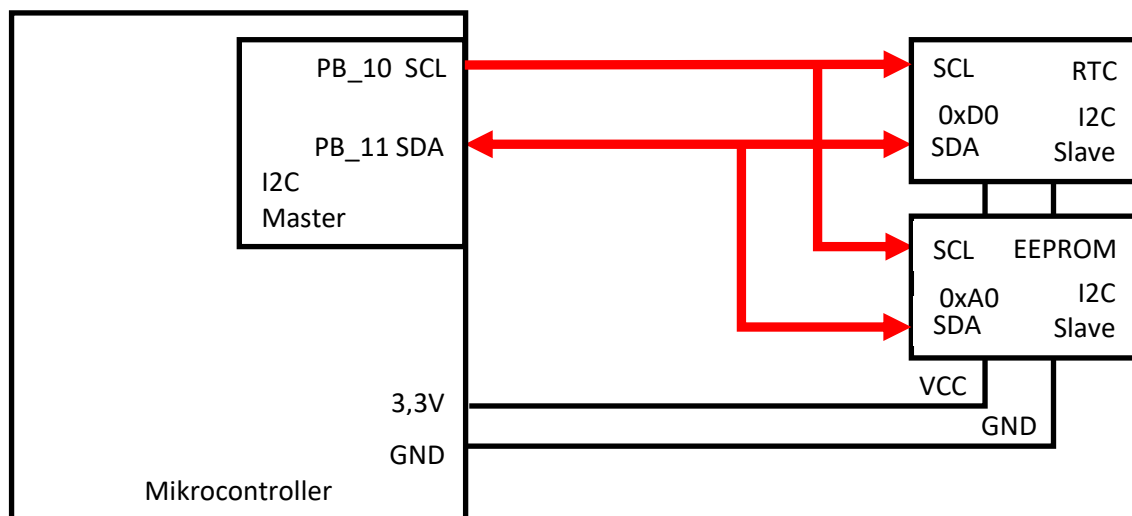 PB_10 SCL
PB_11 SDA
I2C
Master
3,3V
GND
Mikrocontroller
SCL RTC
0xD0 I2C
SDA Slave
SCL EEPROM
0xA0 I2C
SDA Slave
VCC
GND